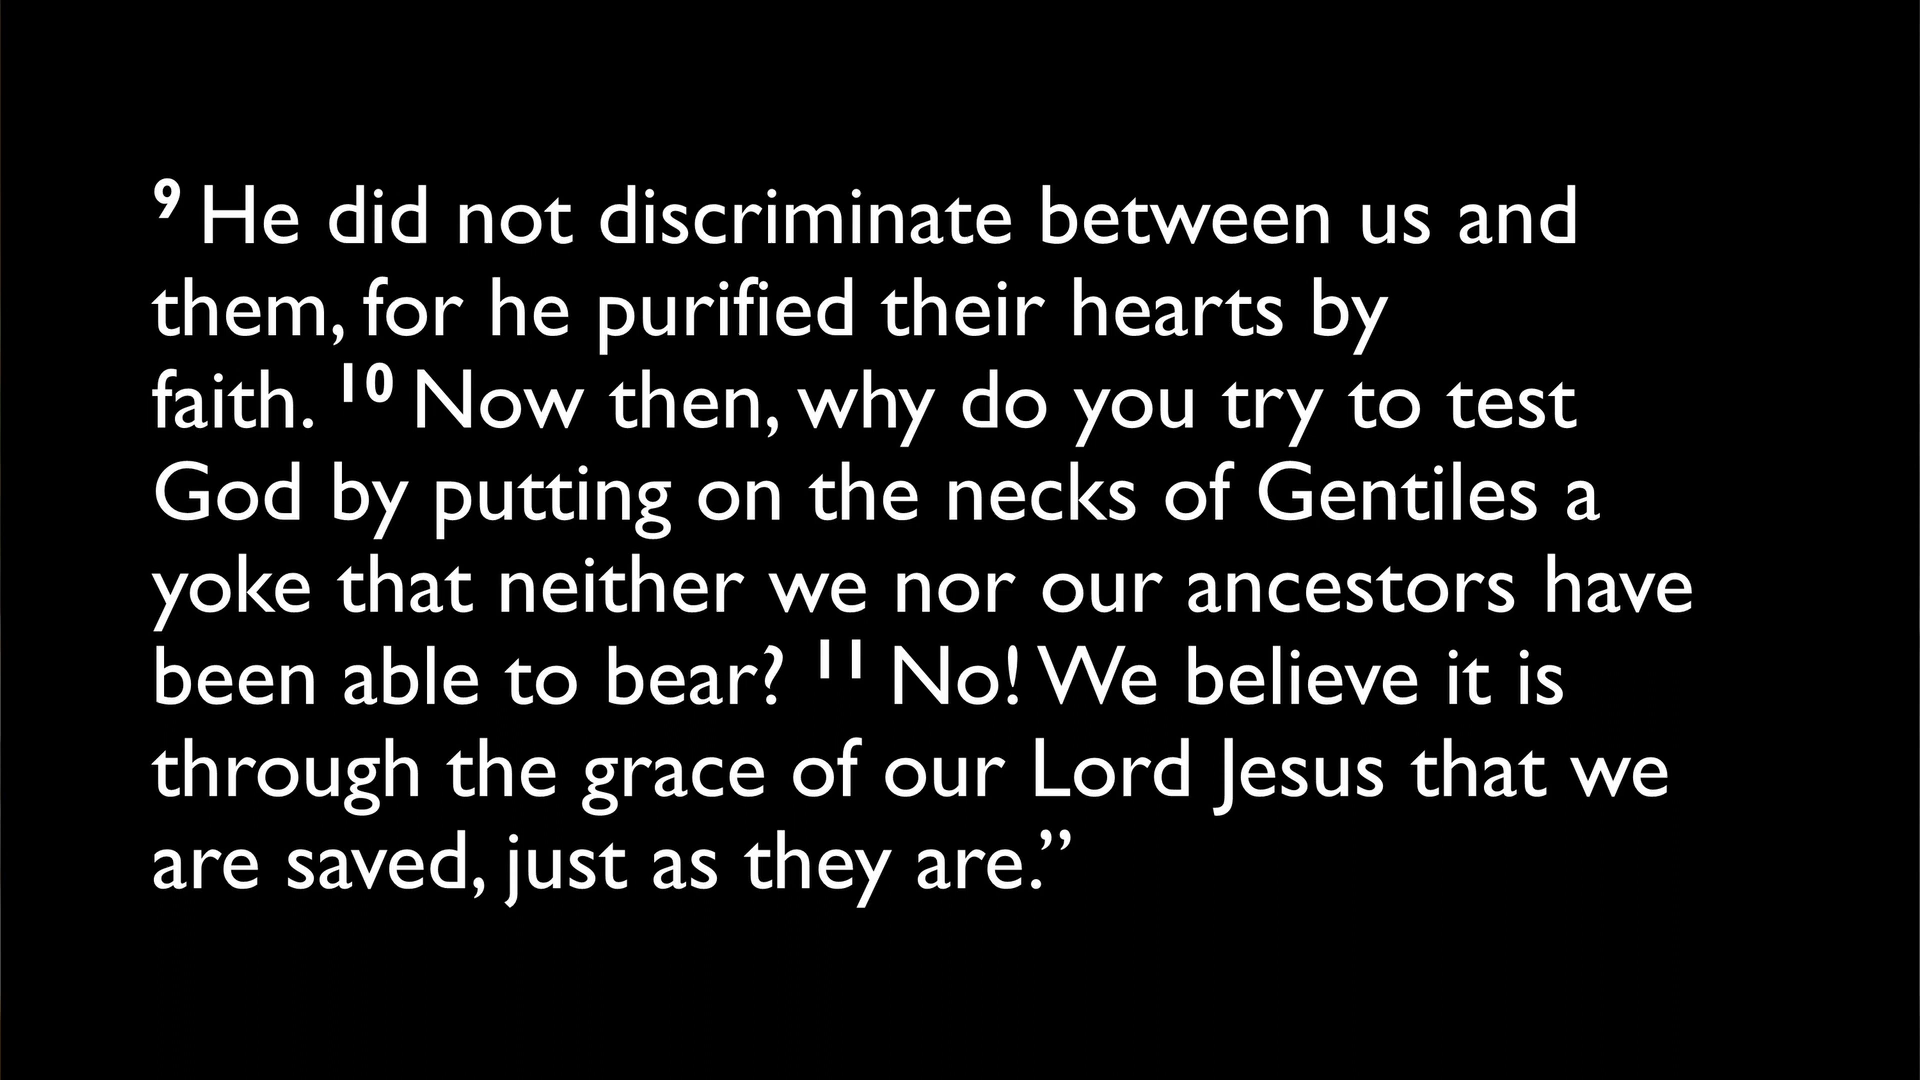 9 He did not discriminate between us and
them, for he purified their hearts by
faith. 10 Now then, why do you try to test
God by putting on the necks of Gentiles a
yoke that neither we nor our ancestors have
been able to bear? 11 No! We believe it is
through the grace of our Lord Jesus that we
are saved, just as they are.”